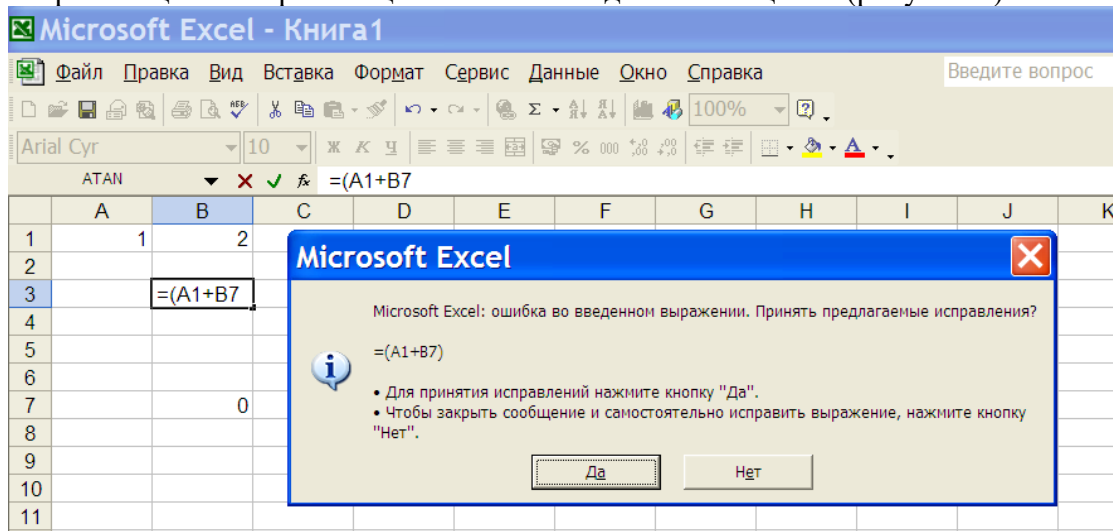 Microsoft Excel - Книга1
Файл Правка Вид Вставка Формат Сервис Данные Окно Справка Введите вопрос
100%
Arial Cyr 10 Ж К Ч % 000
ATAN =(A1+B7
A B C D E F G H I J K
1 1 2
Microsoft Excel
2
3 =(A1+B7
Microsoft Excel: ошибка во введенном выражении. Принять предлагаемые исправления?
4
5 =(A1+B7)
6
• Для принятия исправлений нажмите кнопку "Да".
7 0
• Чтобы закрыть сообщение и самостоятельно исправить выражение, нажмите кнопку
8 "Нет".
9
Да Нет
10
11